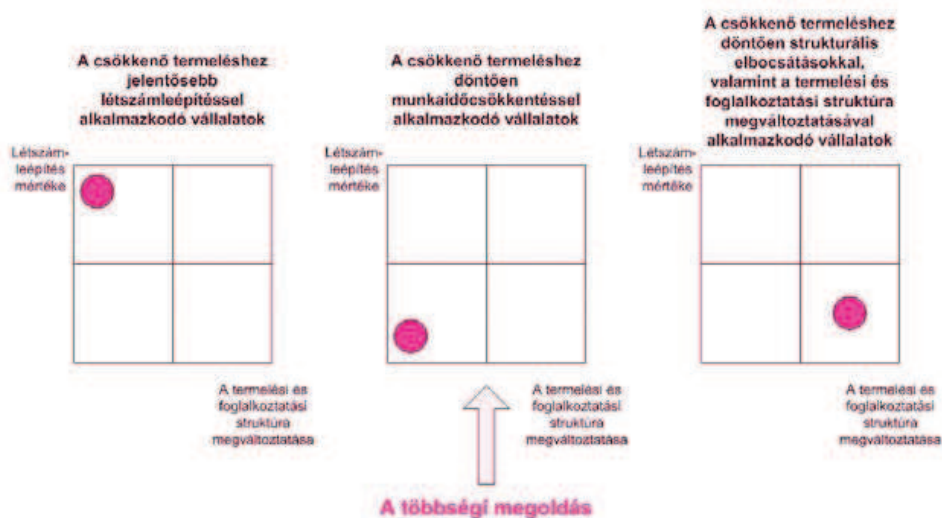 A csökkenő termeléshez
jelentősebb
létszámleépítéssel
alkalmazkodó vállalatok
A csökkenő termeléshez
döntően
munkaidőcsökkentéssel
alkalmazkodó vállalatok
A csökkenő termeléshez
döntően strukturális
elbocsátásokkal,
valamint a termelési és
foglalkoztatási struktúra
megváltoztatásával
alkalmazkodó vállalatok
Létszám-
leépítés
mértéke
Létszám-
leépítés
mértéke
Létszám-
leépítés
mértéke
A termelési és
foglalkoztatási
struktúra
megváltoztatása
A termelési és
foglalkoztatási
struktúra
megváltoztatása
A termelési és
foglalkoztatási
struktúra
megváltoztatása
A többségi megoldás